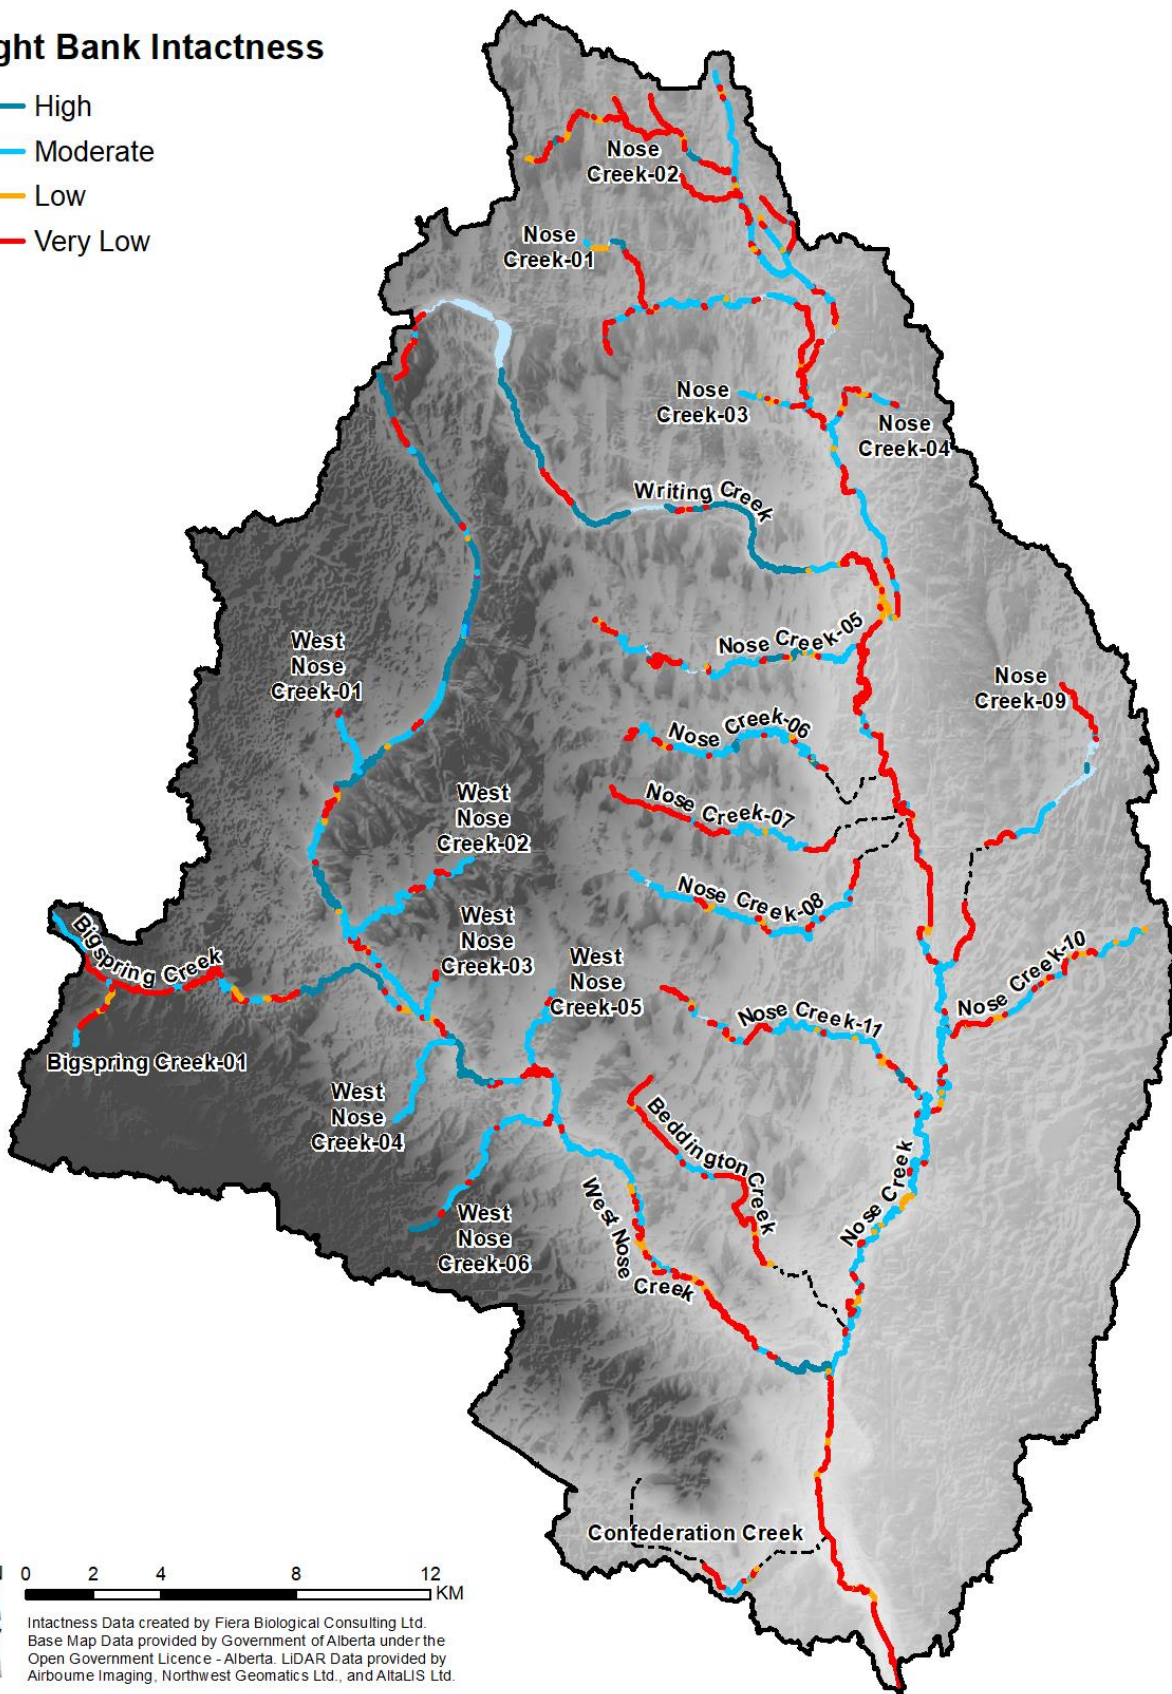 ght Bank Intactness
High
Moderate
Low
Very Low
Nose
Creek-02
Nose
Creek-01
Nose
Creek-03
Nose
Creek-04
Writing Creek
Nose Creek-05
West
Nose
Creek-01
Nose
Creek-09
Nose Creek-06
West
Nose
Creek-02
Nose Creek-07
Nose Creek-08
West
Nose
Creek-03
Bigspring Creek
West
Nose
Creek-05
Nose Creek-10
Nose Creek-11
Bigspring Creek-01
West
Nose
Creek-04
Beddington Creek
Nose Creek
West Nose
Creek
West
Nose
Creek-06
Confederation Creek
0 2 4 8 12
KM
Intactness Data created by Fiera Biological Consulting Ltd.
Base Map Data provided by Government of Alberta under the
Open Government Licence - Alberta. LiDAR Data provided by
Airbourne Imaging, Northwest Geomatics Ltd., and AltaLIS Ltd.